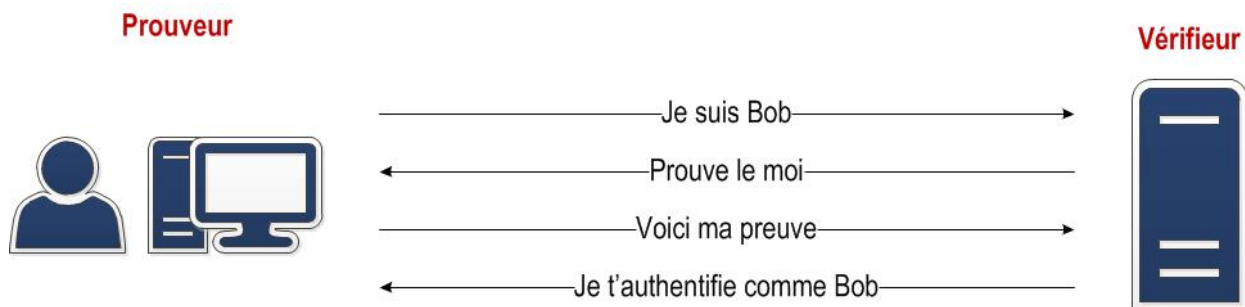 Prouveur
Vérifieur
Je suis Bob
Prouve le moi
Voici ma preuve
Je t'authentifie comme Bob